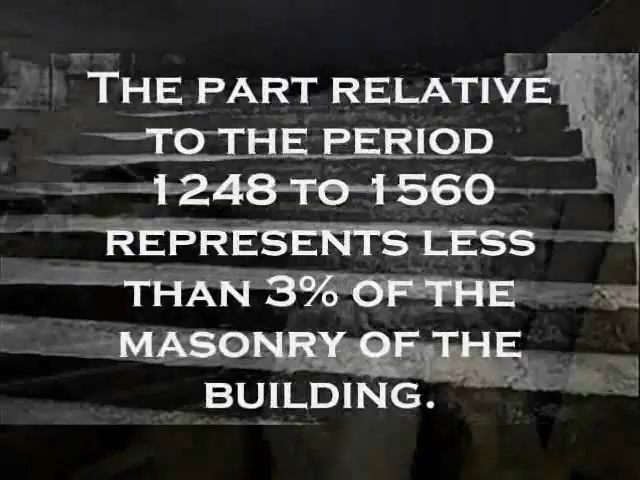 The part relative
to the period
1248 to 1560
represents less
than 3% of the
masonry of the
building.